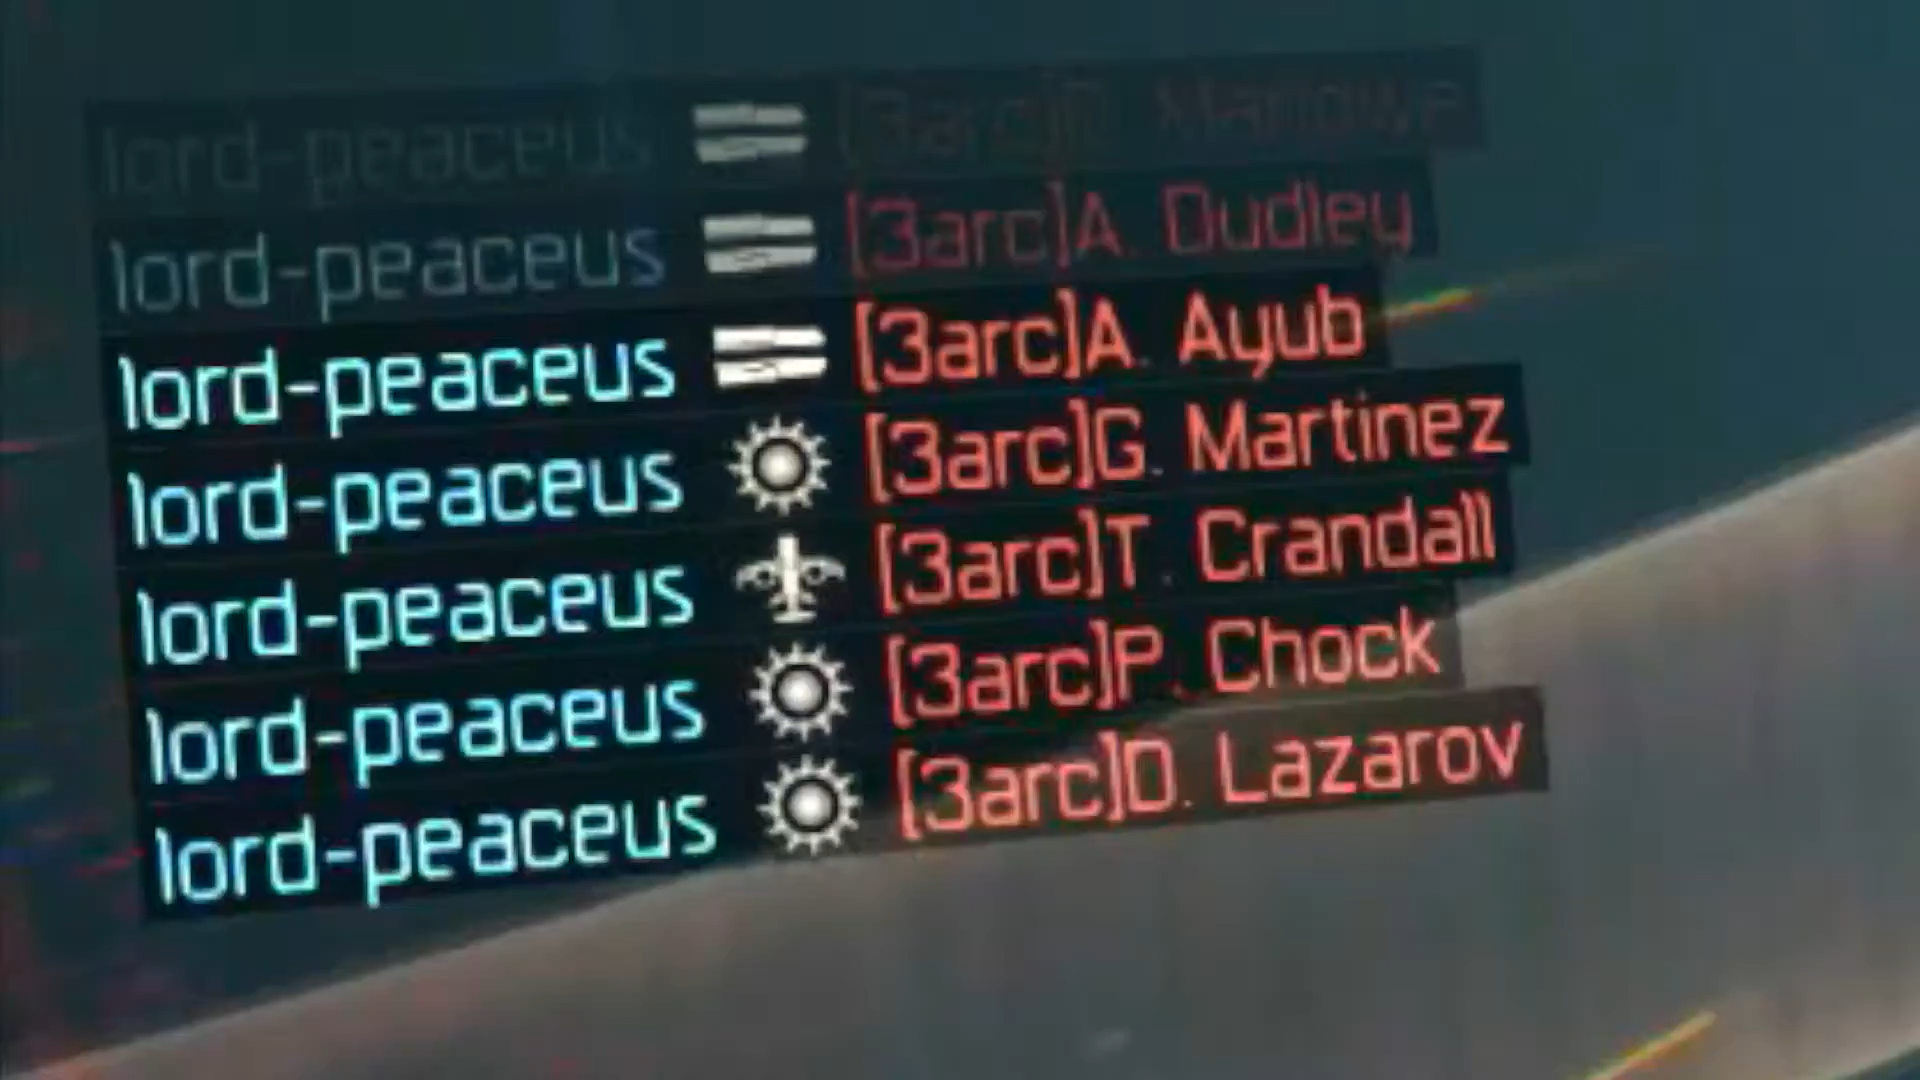 lord-peaceus [3arc]
lord-peaceus [3arc]A. Dudley
lord-peaceus [3arc]A. Ayub
lord-peaceus [3arc]G. Martinez
lord-peaceus [3arc]T. Crandall
lord-peaceus [3arc]P. Chock
lord-peaceus [3arc]D. Lazarov